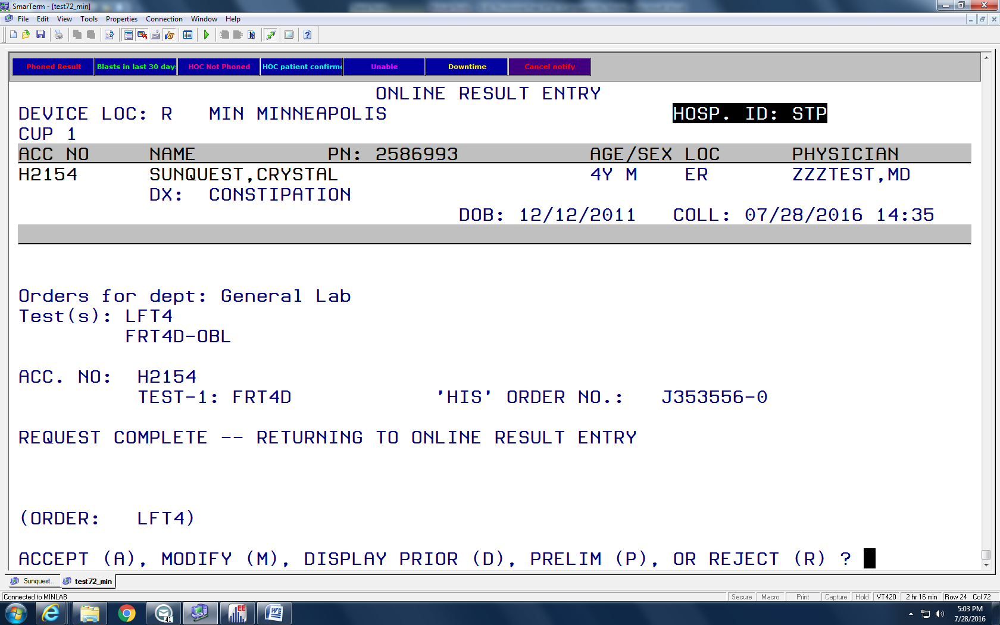 SmarTerm - [test72_min]
File Edit View Tools Properties Connection Window Help
Phoned Result Blasts in last 30 days HOC Not Phoned HOC patient confirme Unable Downtime Cancel notify
ONLINE RESULT ENTRY
DEVICE LOC: R MIN MINNEAPOLIS HOSP. ID: STP
CUP 1
ACC NO NAME PN: 2586993 AGE/SEX LOC PHYSICIAN
H2154 SUNQUEST,CRYSTAL 4Y M ER ZZZTEST,MD
DX: CONSTIPATION
DOB: 12/12/2011 COLL: 07/28/2016 14:35
Orders for dept: General Lab
Test(s): LFT4
FRT4D-OBL
ACC. NO: H2154
TEST-1: FRT4D 'HIS' ORDER NO.: J353556-0
REQUEST COMPLETE -- RETURNING TO ONLINE RESULT ENTRY
(ORDER: LFT4)
ACCEPT (A), MODIFY (M), DISPLAY PRIOR (D), PRELIM (P), OR REJECT (R) ?
Sunquest... test72_min
Connected to MINLAB Secure Macro Print Capture Hold VT420 2 hr 16 min Row 24 Col 72
41 EE W 5:03 PM
7/28/2016